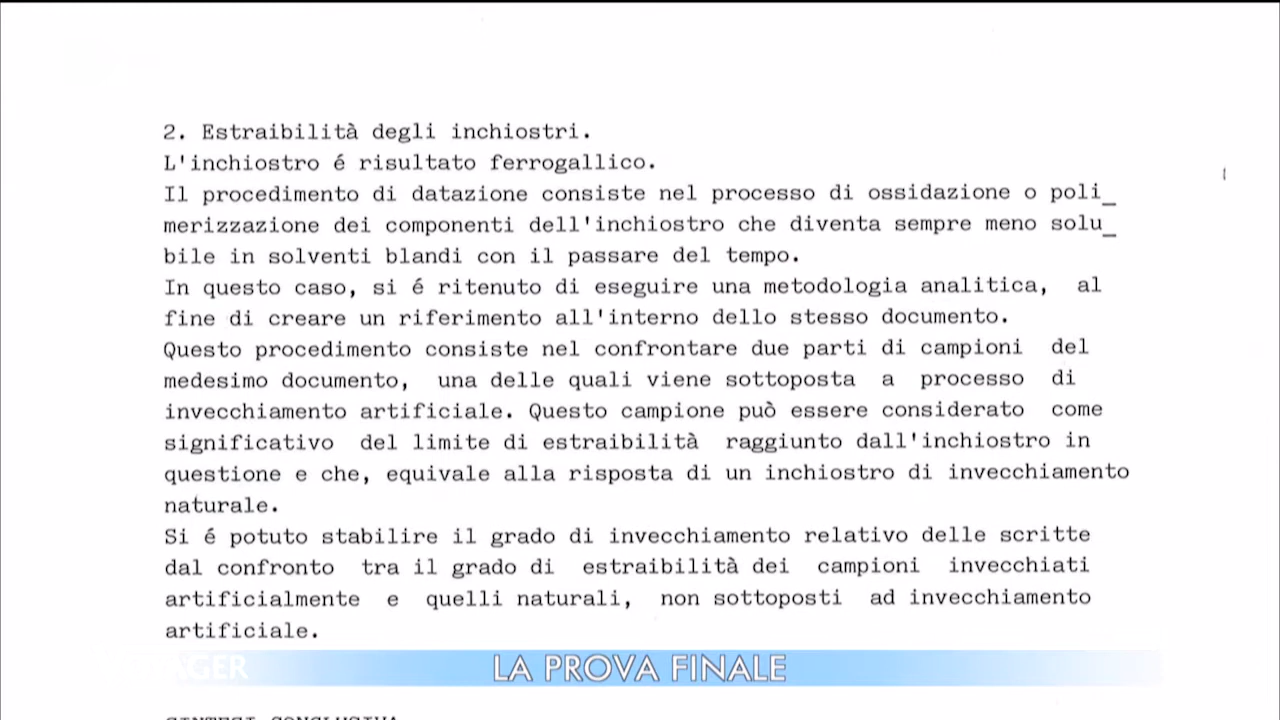 2. Estraibilità degli inchiostri.
L'inchiostro é risultato ferrogallico.
Il procedimento di datazione consiste nel processo di ossidazione o poli_
merizzazione dei componenti dell'inchiostro che diventa sempre meno solu_
bile in solventi blandi con il passare del tempo.
In questo caso, si é ritenuto di eseguire una metodologia analitica, al
fine di creare un riferimento all'interno dello stesso documento.
Questo procedimento consiste nel confrontare due parti di campioni del
medesimo documento, una delle quali viene sottoposta a processo di
invecchiamento artificiale. Questo campione può essere considerato come
significativo del limite di estraibilità raggiunto dall'inchiostro in
questione e che, equivale alla risposta di un inchiostro di invecchiamento
naturale.
Si é potuto stabilire il grado di invecchiamento relativo delle scritte
dal confronto tra il grado di estraibilità dei campioni invecchiati
artificialmente e quelli naturali, non sottoposti ad invecchiamento
artificiale.
LA PROVA FINALE
SINTESI CONCLUSIVA